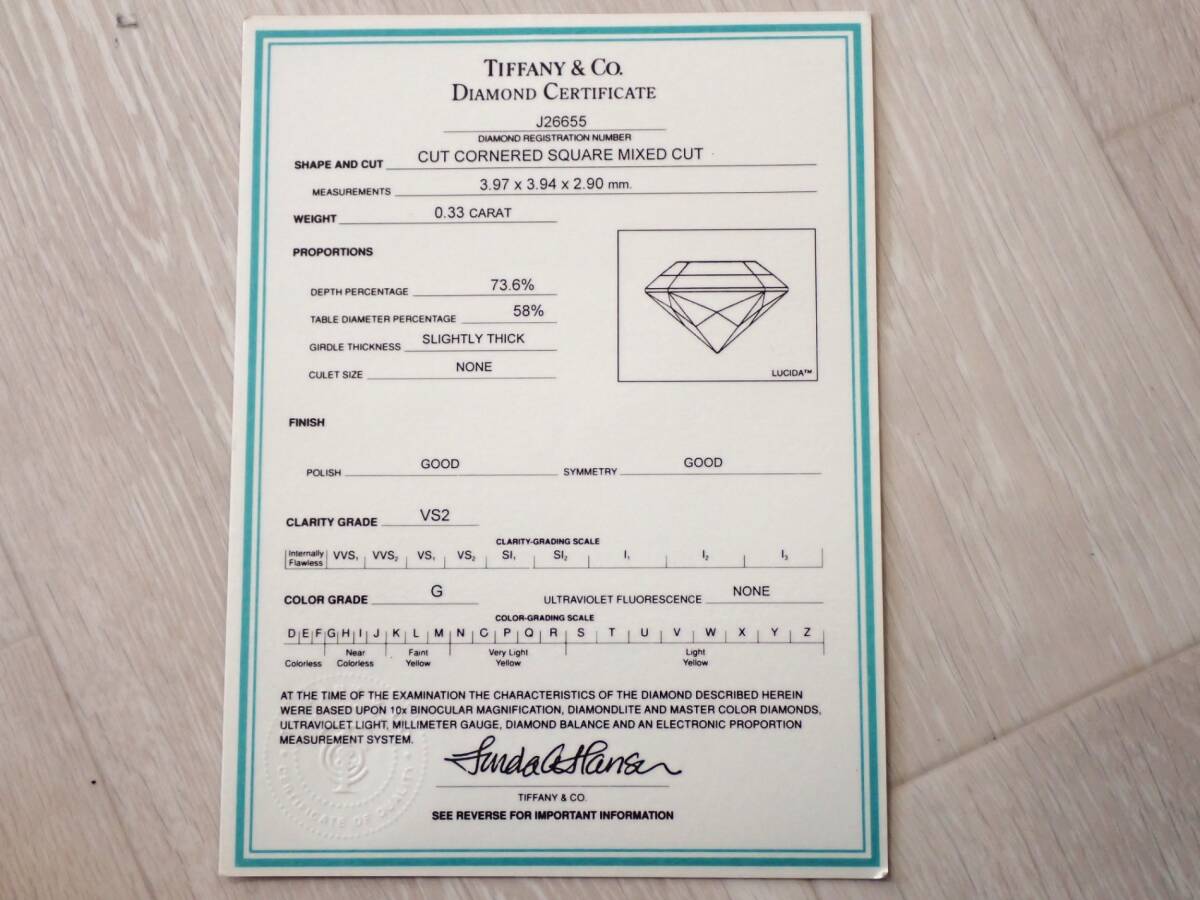 TIFFANY & CO.
DIAMOND CERTIFICATE
J26655
DIAMOND REGISTRATION NUMBER
SHAPE AND CUT CUT CORNERED SQUARE MIXED CUT
MEASUREMENTS 3.97 x 3.94 x 2.90 mm.
WEIGHT 0.33 CARAT
PROPORTIONS
DEPTH PERCENTAGE 73.6%
TABLE DIAMETER PERCENTAGE 58%
GIRDLE THICKNESS SLIGHTLY THICK
CULET SIZE NONE
LUCIDA™
FINISH
POLISH GOOD SYMMETRY GOOD
CLARITY GRADE VS2
CLARITY-GRADING SCALE
Internally Flawless VVS₁ VVS₂ VS₁ VS₂ SI₁ SI₂ I₁ I₂ I₃
COLOR GRADE G ULTRAVIOLET FLUORESCENCE NONE
COLOR-GRADING SCALE
D E F G H I J K L M N O P Q R S T U V W X Y Z
Colorless Near Colorless Faint Yellow Very Light Yellow Light Yellow
AT THE TIME OF THE EXAMINATION THE CHARACTERISTICS OF THE DIAMOND DESCRIBED HEREIN
WERE BASED UPON 10x BINOCULAR MAGNIFICATION, DIAMONDLITE AND MASTER COLOR DIAMONDS,
ULTRAVIOLET LIGHT, MILLIMETER GAUGE, DIAMOND BALANCE AND AN ELECTRONIC PROPORTION
MEASUREMENT SYSTEM.
CERTIFICATE OF QUALITY
TIFFANY & CO.
SEE REVERSE FOR IMPORTANT INFORMATION